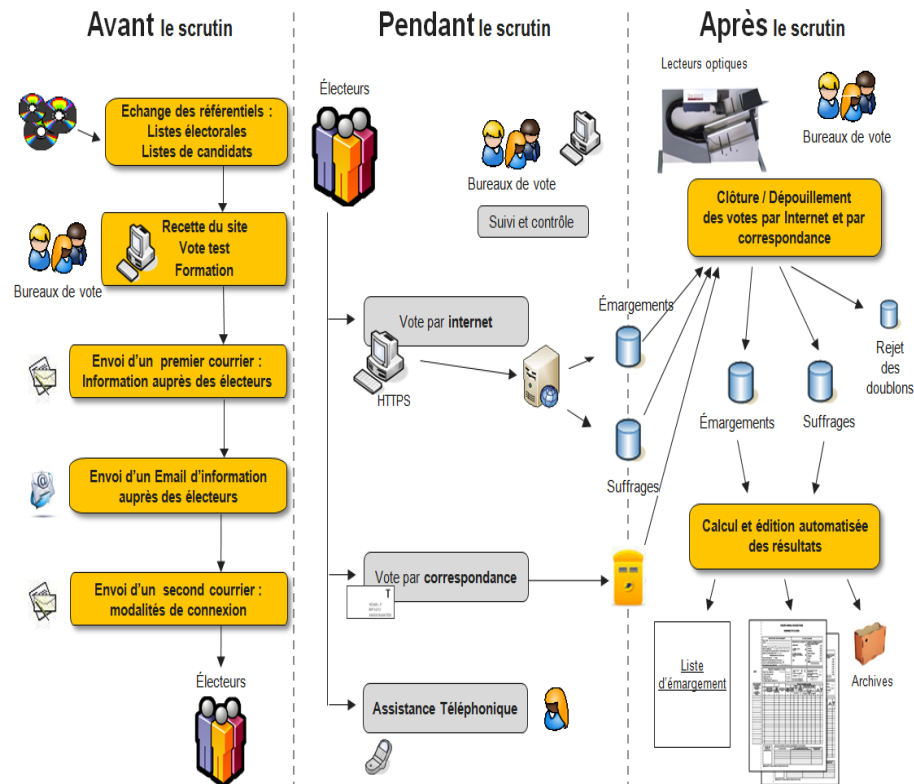 Avant le scrutin
Echange des référentiels :
Listes électorales
Listes de candidats
Recette du site
Vote test
Formation
Bureaux de vote
Envoi d'un premier courrier :
Information auprès des électeurs
Envoi d'un Email d'information
auprès des électeurs
Envoi d'un second courrier :
modalités de connexion
Électeurs
Pendant le scrutin
Électeurs
Bureaux de vote
Suivi et contrôle
Vote par internet
HTTPS
Émargements
Suffrages
Vote par correspondance
T
Assistance Téléphonique
Après le scrutin
Lecteurs optiques
Bureaux de vote
Clôture / Dépouillement
des votes par Internet et par
correspondance
Émargements
Suffrages
Rejet
des
doublons
Calcul et édition automatisée
des résultats
Liste
d'émargement
Archives